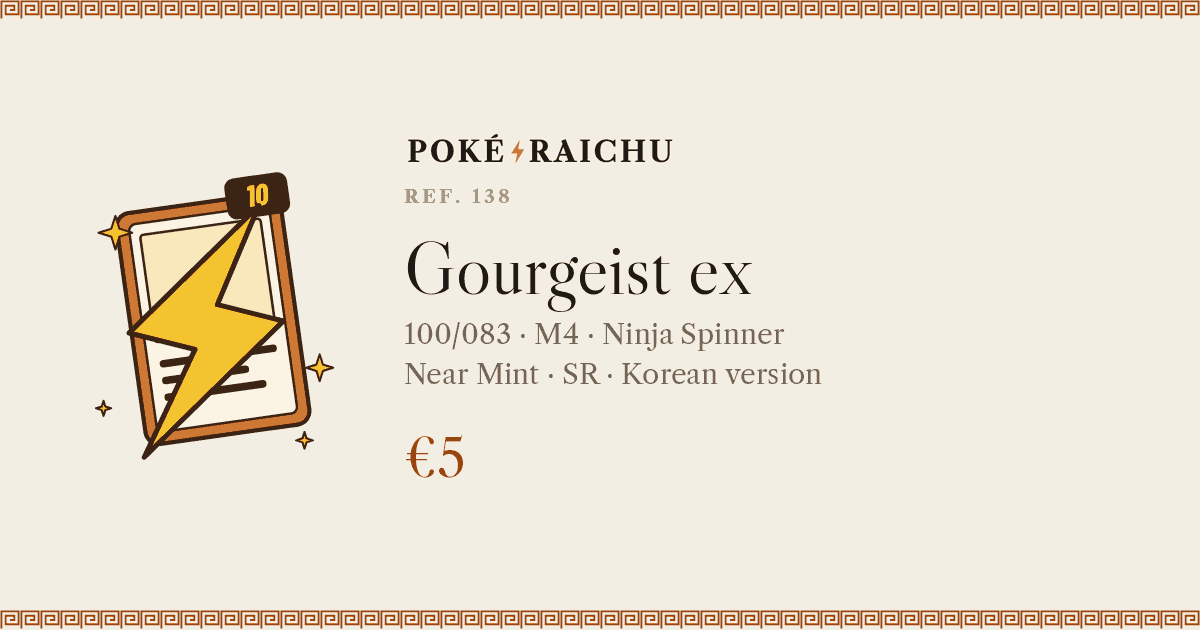 10
POKÉ RAICHU
REF. 138
Gourgeist ex
100/083 · M4 · Ninja Spinner
Near Mint · SR · Korean version
€5